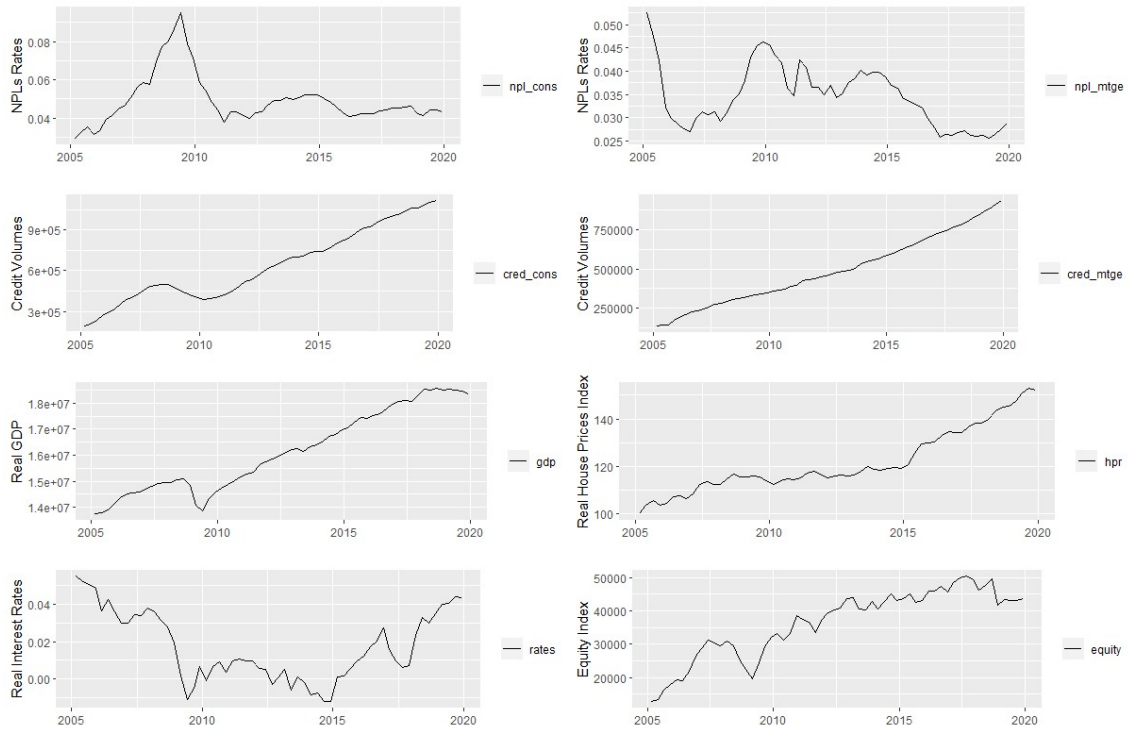 NPLs Rates
0.08
0.06
0.04
2005 2010 2015 2020
npl_cons
NPLs Rates
0.050
0.045
0.040
0.035
0.030
0.025
2005 2010 2015 2020
npl_mtge
Credit Volumes
9e+05
6e+05
3e+05
2005 2010 2015 2020
cred_cons
Credit Volumes
750000
500000
250000
2005 2010 2015 2020
cred_mtge
Real GDP
1.8e+07
1.7e+07
1.6e+07
1.5e+07
1.4e+07
2005 2010 2015 2020
gdp
Real House Prices Index
140
120
100
2005 2010 2015 2020
hpr
Real Interest Rates
0.04
0.02
0.00
2005 2010 2015 2020
rates
Equity Index
50000
40000
30000
20000
2005 2010 2015 2020
equity